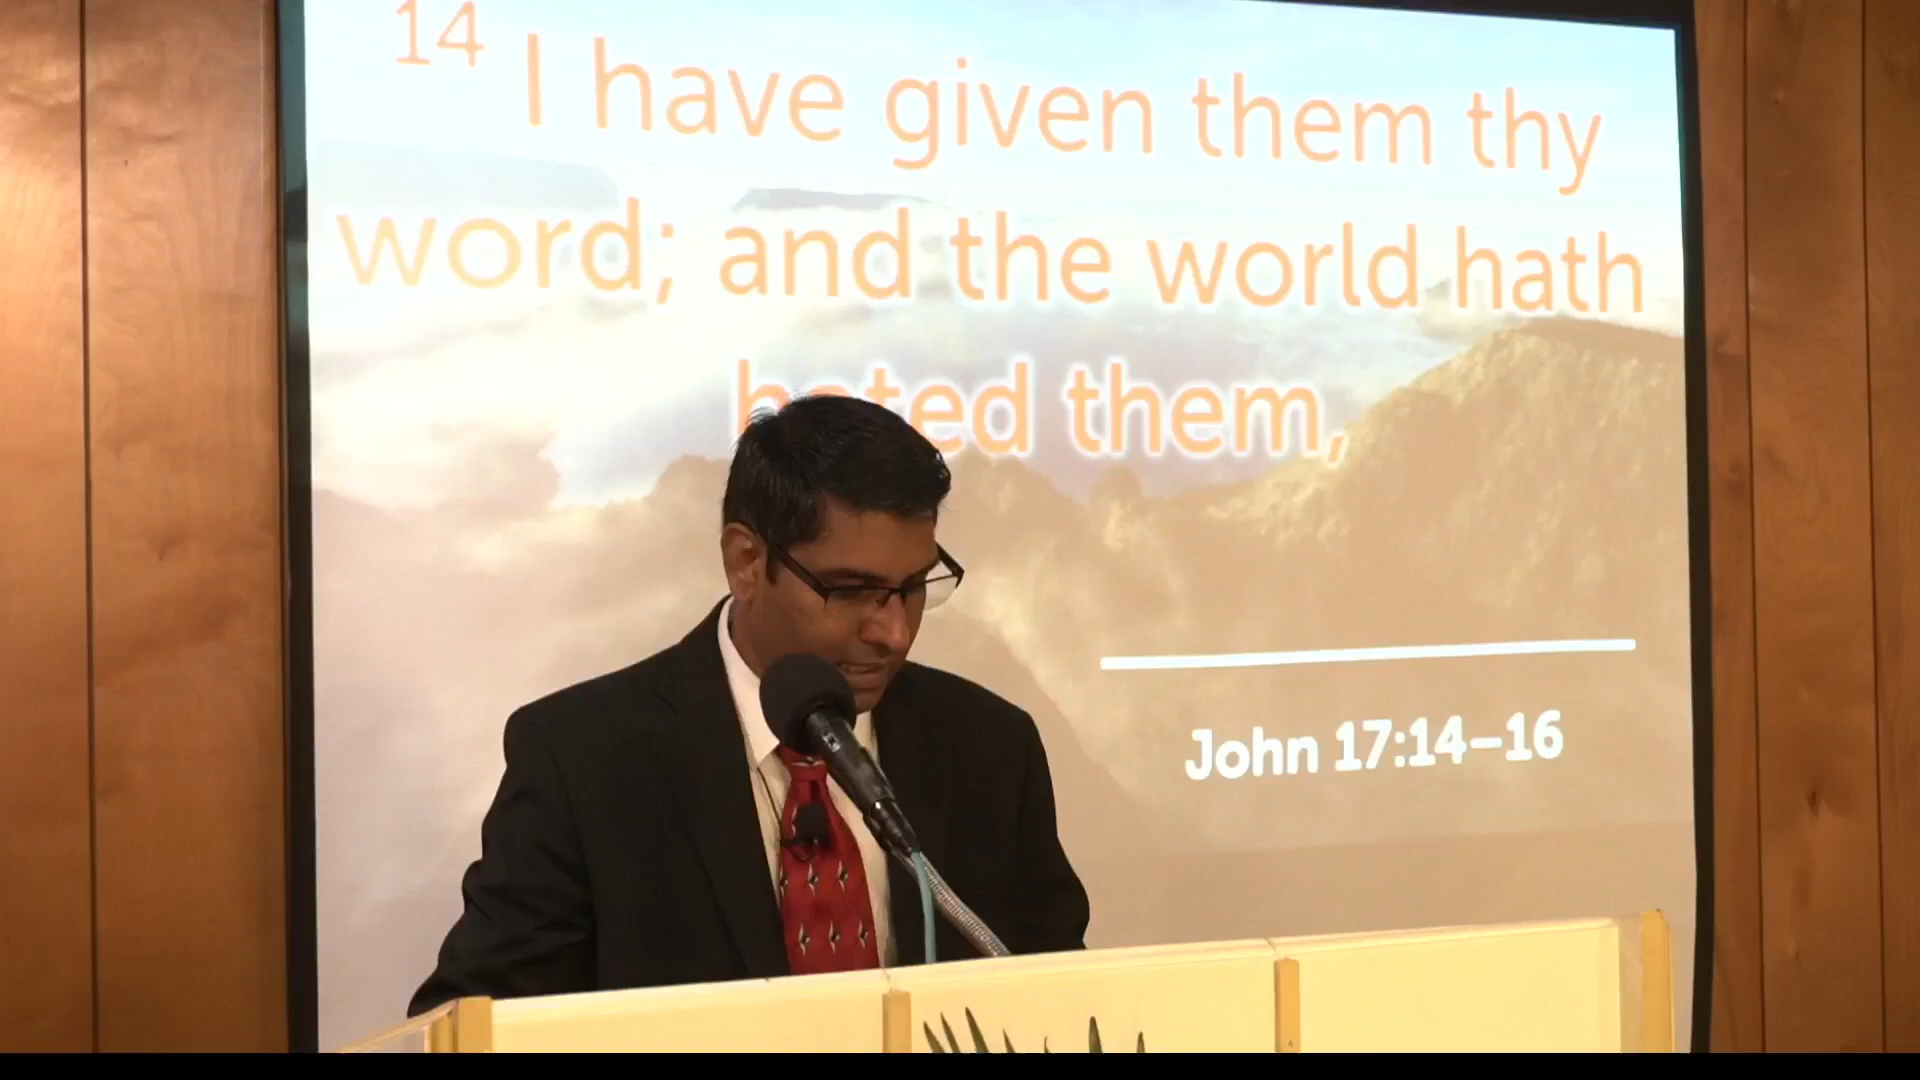 14 I have given them thy
word; and the world hath
hated them,
John 17:14–16